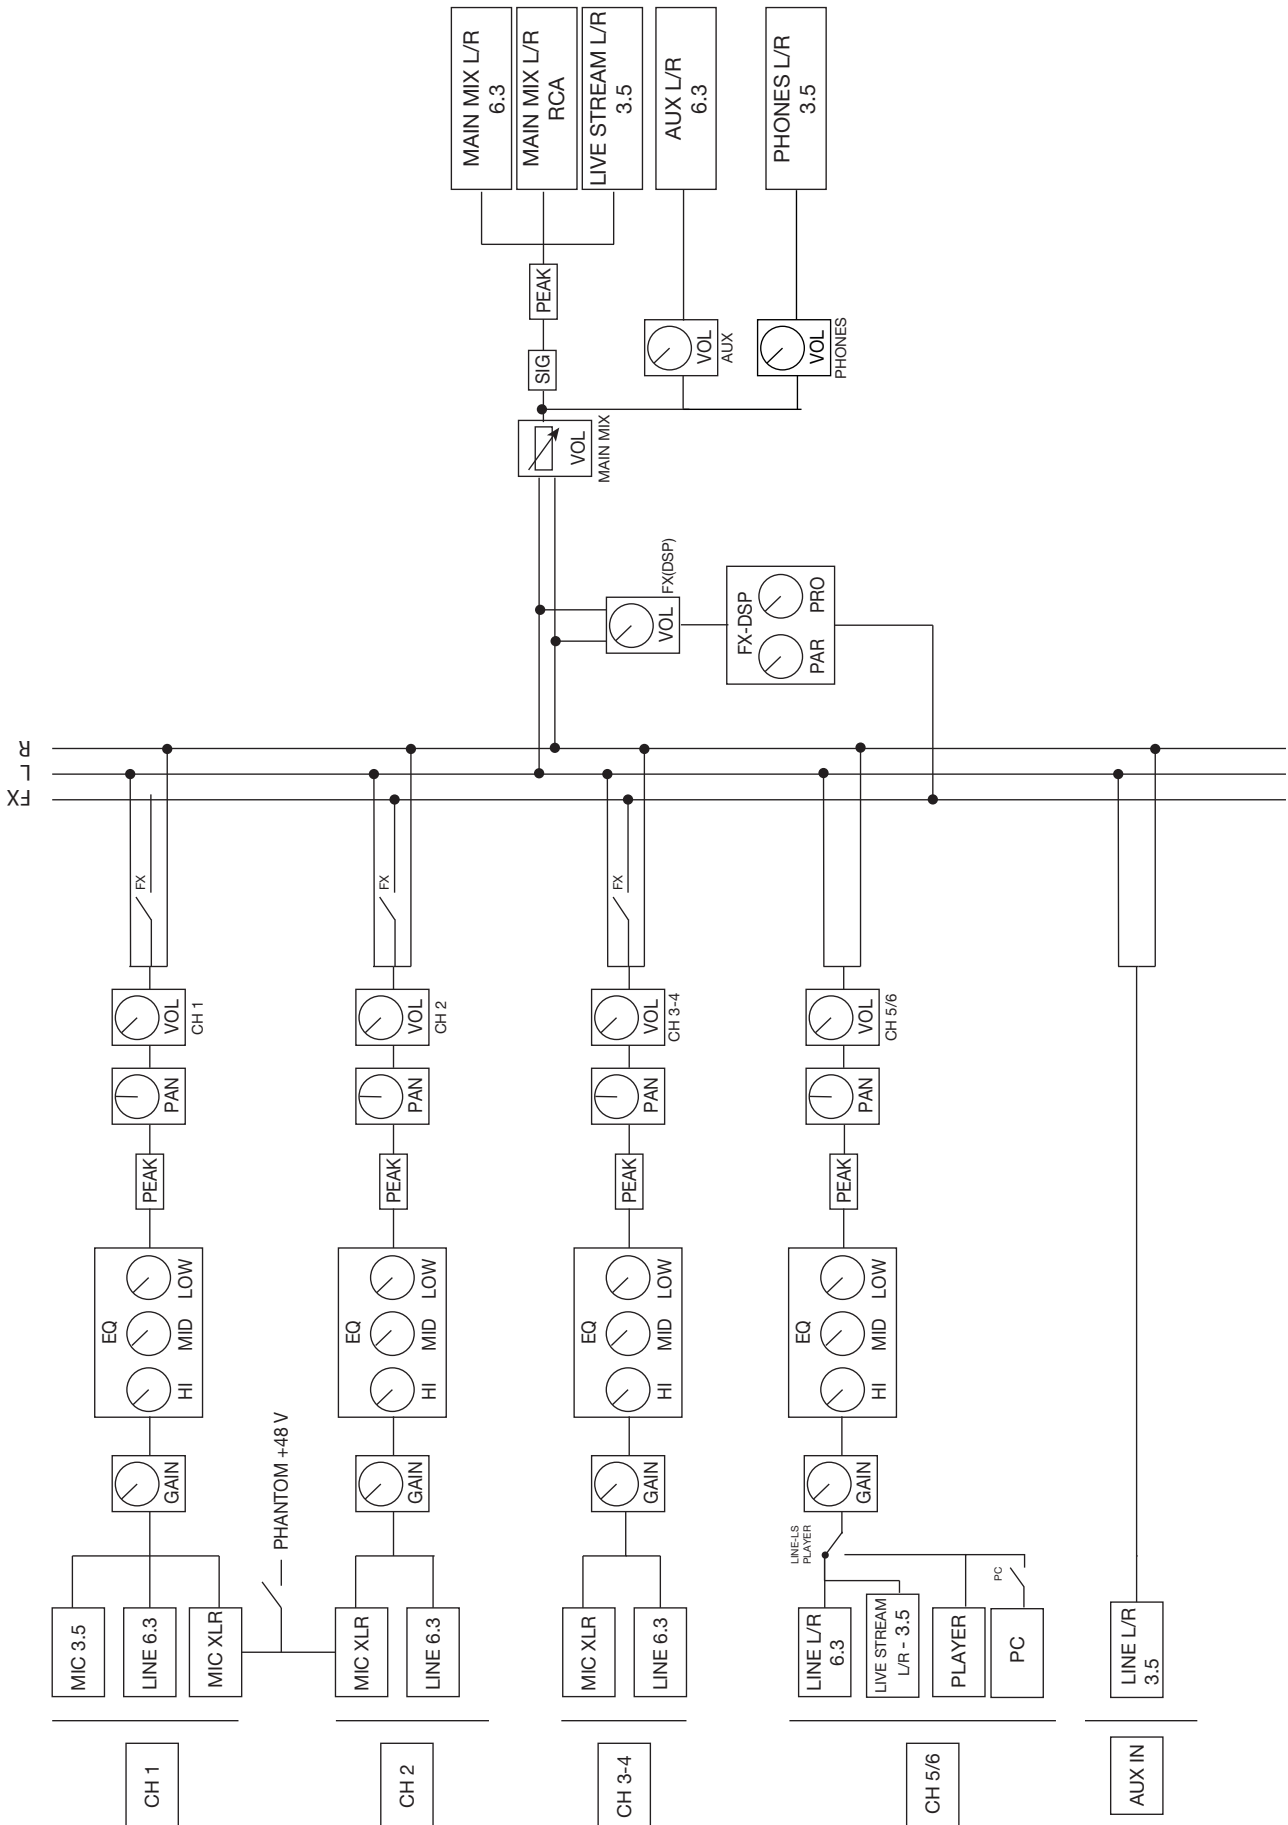 CH 1
MIC 3.5
LINE 6.3
MIC XLR
GAIN
EQ
HI
MID
LOW
PEAK
PAN
VOL
CH 1
FX
PHANTOM +48 V
CH 2
MIC XLR
LINE 6.3
GAIN
EQ
HI
MID
LOW
PEAK
PAN
VOL
CH 2
FX
CH 3-4
MIC XLR
LINE 6.3
GAIN
EQ
HI
MID
LOW
PEAK
PAN
VOL
CH 3-4
FX
CH 5/6
LINE L/R
6.3
LIVE STREAM
L/R - 3.5
PLAYER
PC
PC
LINE-LS
PLAYER
GAIN
EQ
HI
MID
LOW
PEAK
PAN
VOL
CH 5/6
AUX IN
LINE L/R
3.5
FX
L
R
FX-DSP
PAR
PRO
VOL
FX(DSP)
VOL
MAIN MIX
SIG
PEAK
VOL
AUX
VOL
PHONES
MAIN MIX L/R
6.3
MAIN MIX L/R
RCA
LIVE STREAM L/R
3.5
AUX L/R
6.3
PHONES L/R
3.5